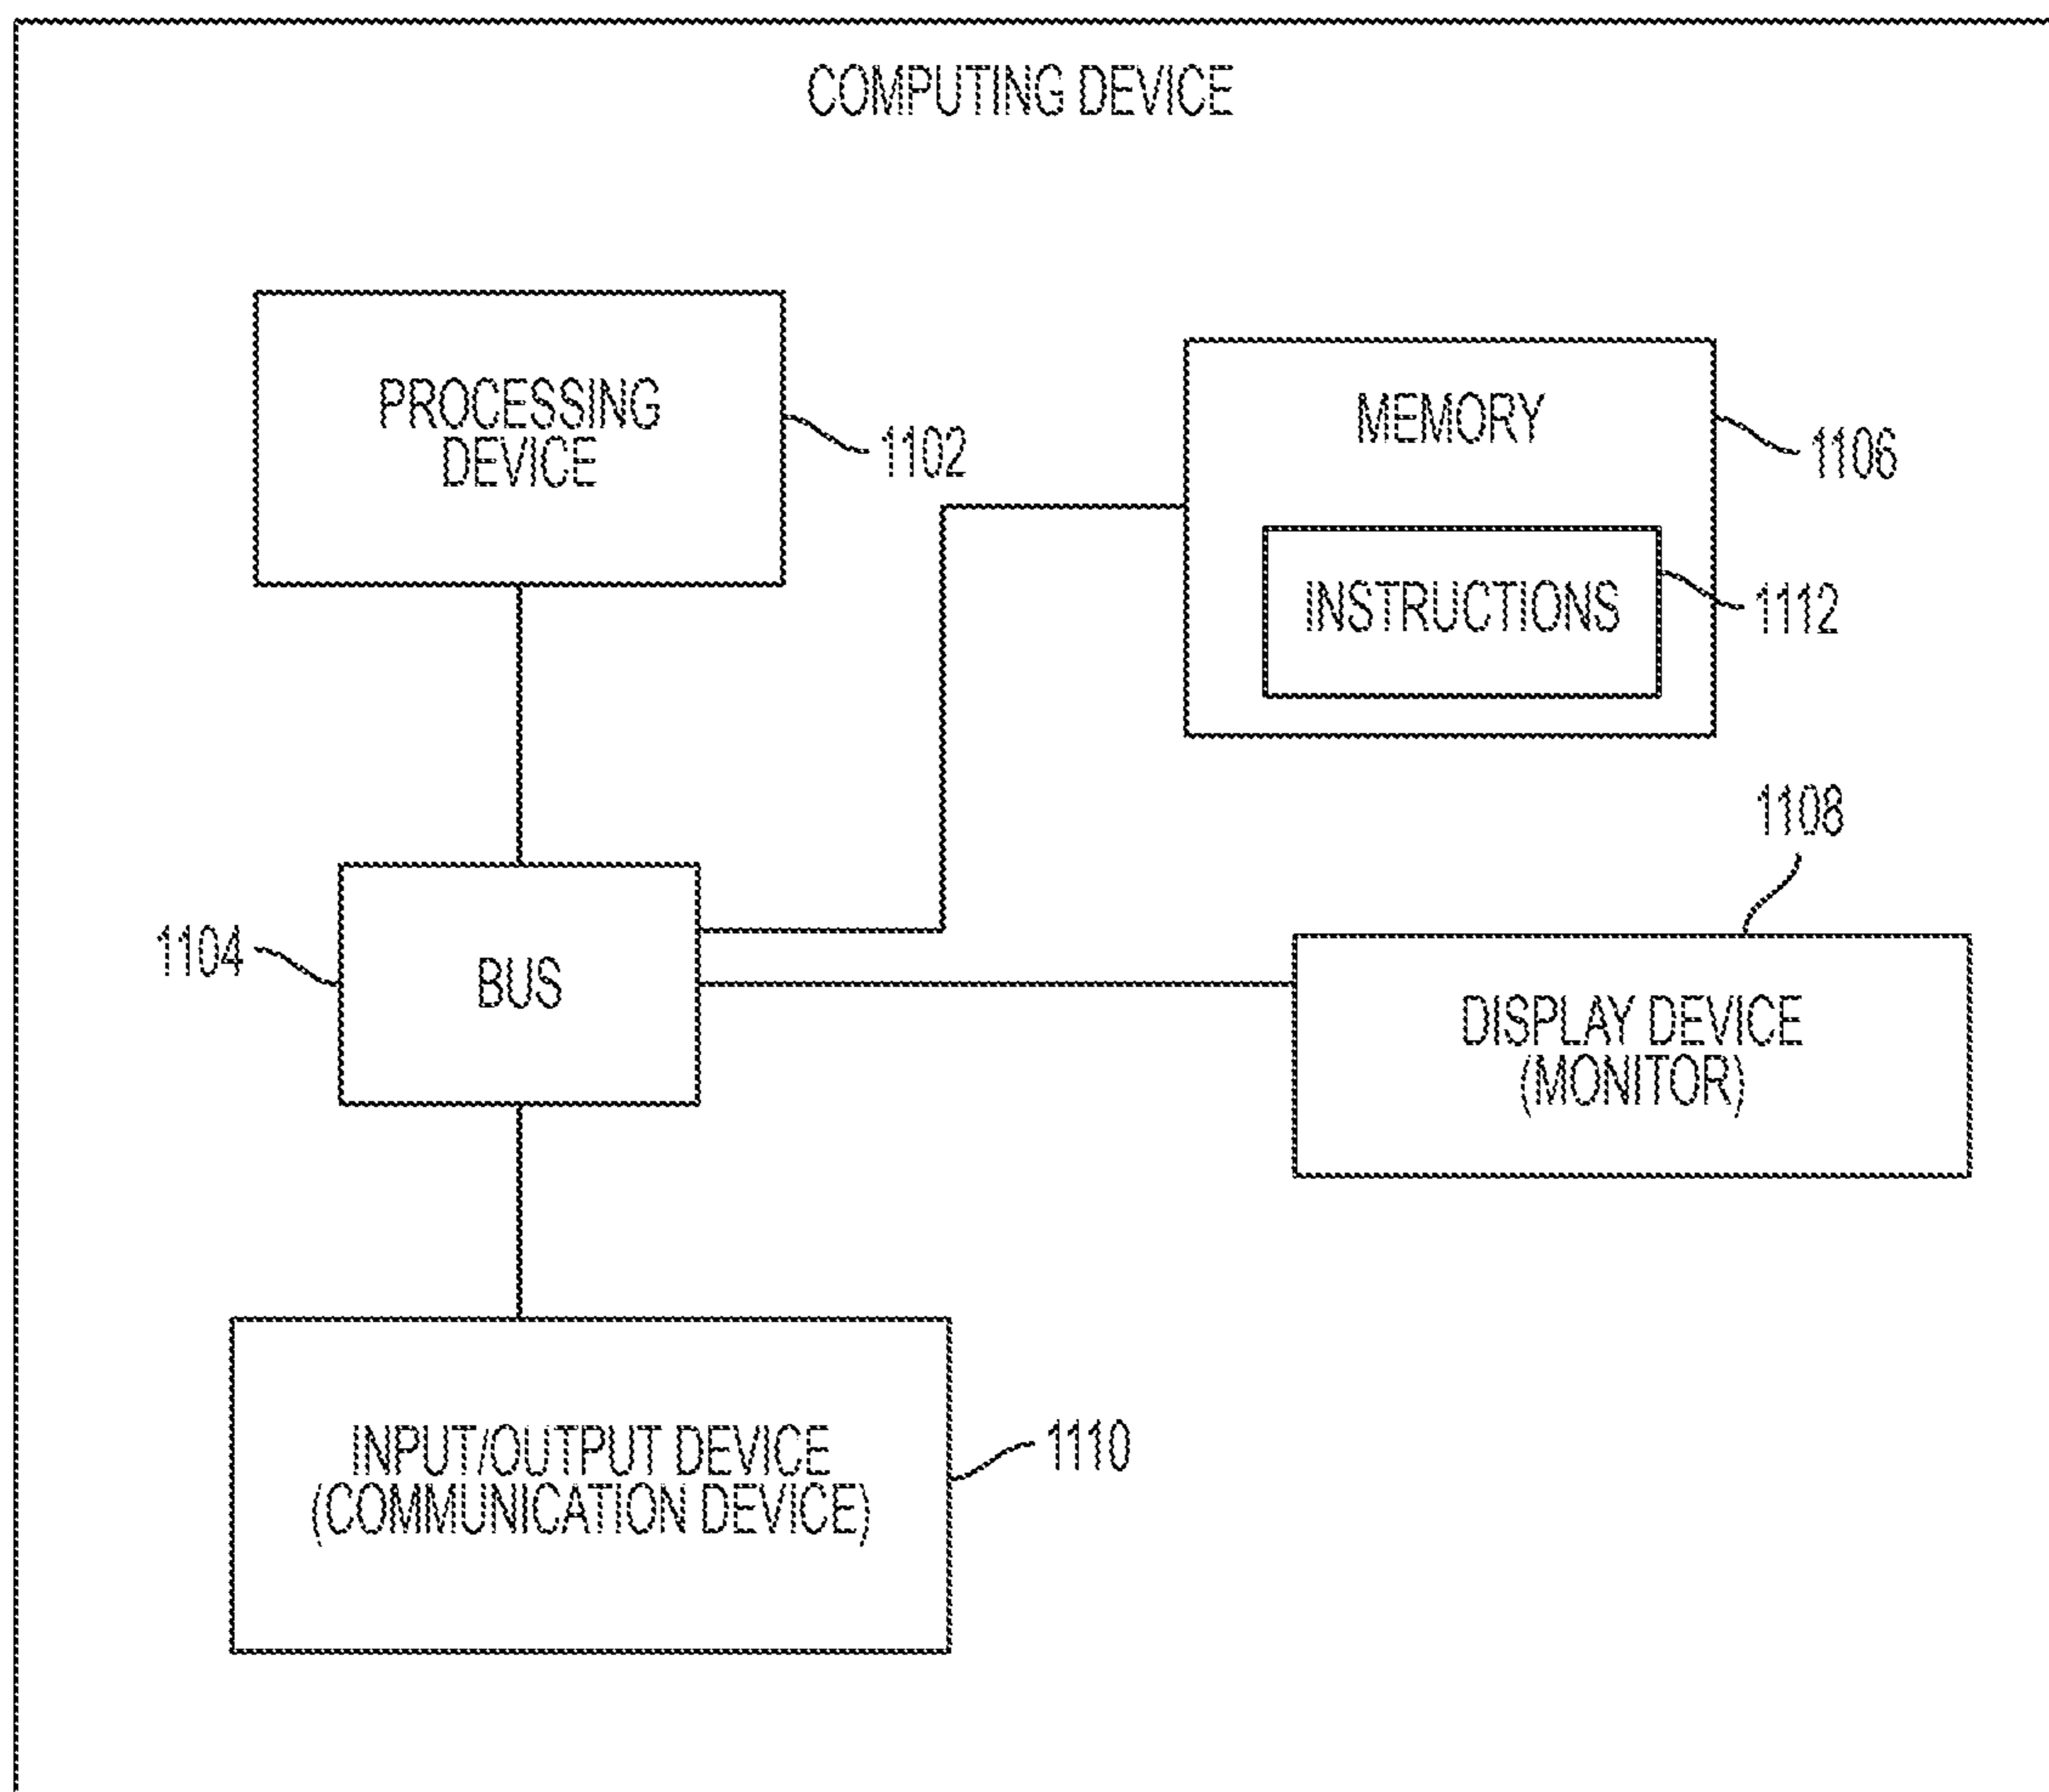 COMPUTING DEVICE
PROCESSING
DEVICE
1102
MEMORY
1106
INSTRUCTIONS
1112
1108
1104
BUS
DISPLAY DEVICE
(MONITOR)
INPUT/OUTPUT DEVICE
(COMMUNICATION DEVICE)
1110